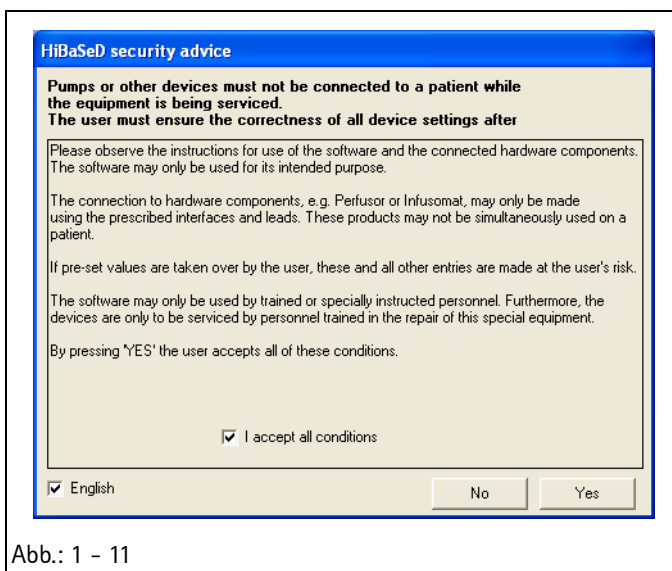 HiBaSeD security advice
Pumps or other devices must not be connected to a patient while
the equipment is being serviced.
The user must ensure the correctness of all device settings after
Please observe the instructions for use of the software and the connected hardware components.
The software may only be used for its intended purpose.
The connection to hardware components, e.g. Perfusor or Infusomat, may only be made
using the prescribed interfaces and leads. These products may not be simultaneously used on a
patient.
If pre-set values are taken over by the user, these and all other entries are made at the user's risk.
The software may only be used by trained or specially instructed personnel. Furthermore, the
devices are only to be serviced by personnel trained in the repair of this special equipment.
By pressing 'YES' the user accepts all of these conditions.
I accept all conditions
English
No
Yes
Abb.: 1 - 11